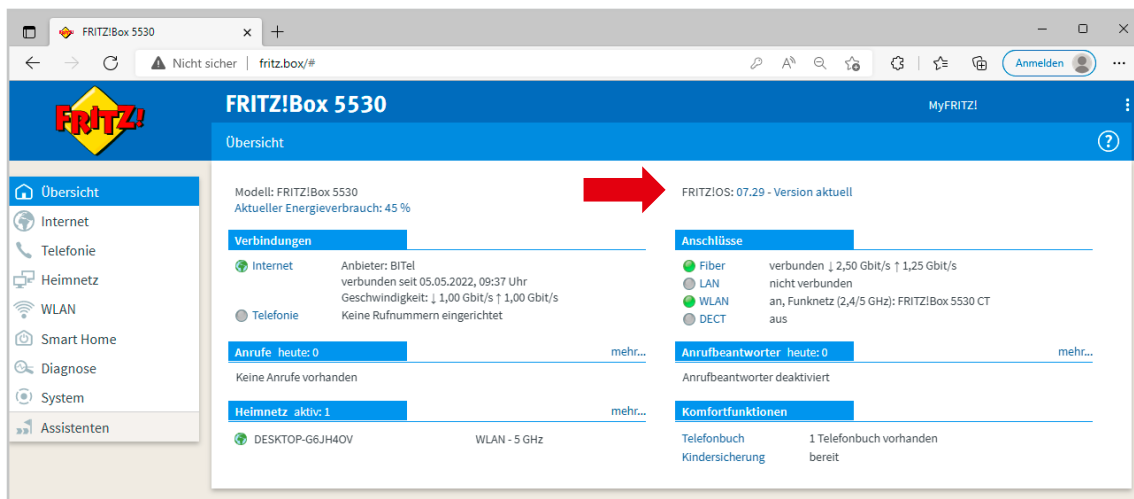 FRITZ!Box 5530
Nicht sicher | fritz.box/#
Anmelden
FRITZ!
FRITZ!Box 5530
MyFRITZ!
Übersicht
?
Übersicht
Internet
Telefonie
Heimnetz
WLAN
Smart Home
Diagnose
System
Assistenten
Modell: FRITZ!Box 5530
Aktueller Energieverbrauch: 45 %
FRITZ!OS: 07.29 - Version aktuell
Verbindungen
Internet Anbieter: BITel
verbunden seit 05.05.2022, 09:37 Uhr
Geschwindigkeit: ↓ 1,00 Gbit/s ↑ 1,00 Gbit/s
Telefonie Keine Rufnummern eingerichtet
Anschlüsse
Fiber verbunden ↓ 2,50 Gbit/s ↑ 1,25 Gbit/s
LAN nicht verbunden
WLAN an, Funknetz (2,4/5 GHz): FRITZ!Box 5530 CT
DECT aus
Anrufe heute: 0 mehr...
Keine Anrufe vorhanden
Anrufbeantworter heute: 0 mehr...
Anrufbeantworter deaktiviert
Heimnetz aktiv: 1 mehr...
DESKTOP-G6JH4OV WLAN - 5 GHz
Komfortfunktionen
Telefonbuch 1 Telefonbuch vorhanden
Kindersicherung bereit